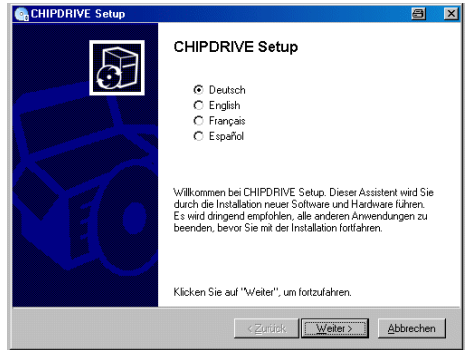 CHIPDRIVE Setup
CHIPDRIVE Setup
Deutsch
English
Français
Español
Willkommen bei CHIPDRIVE Setup. Dieser Assistent wird Sie
durch die Installation neuer Software und Hardware führen.
Es wird dringend empfohlen, alle anderen Anwendungen zu
beenden, bevor Sie mit der Installation fortfahren.
Klicken Sie auf "Weiter", um fortzufahren.
< Zurück Weiter > Abbrechen